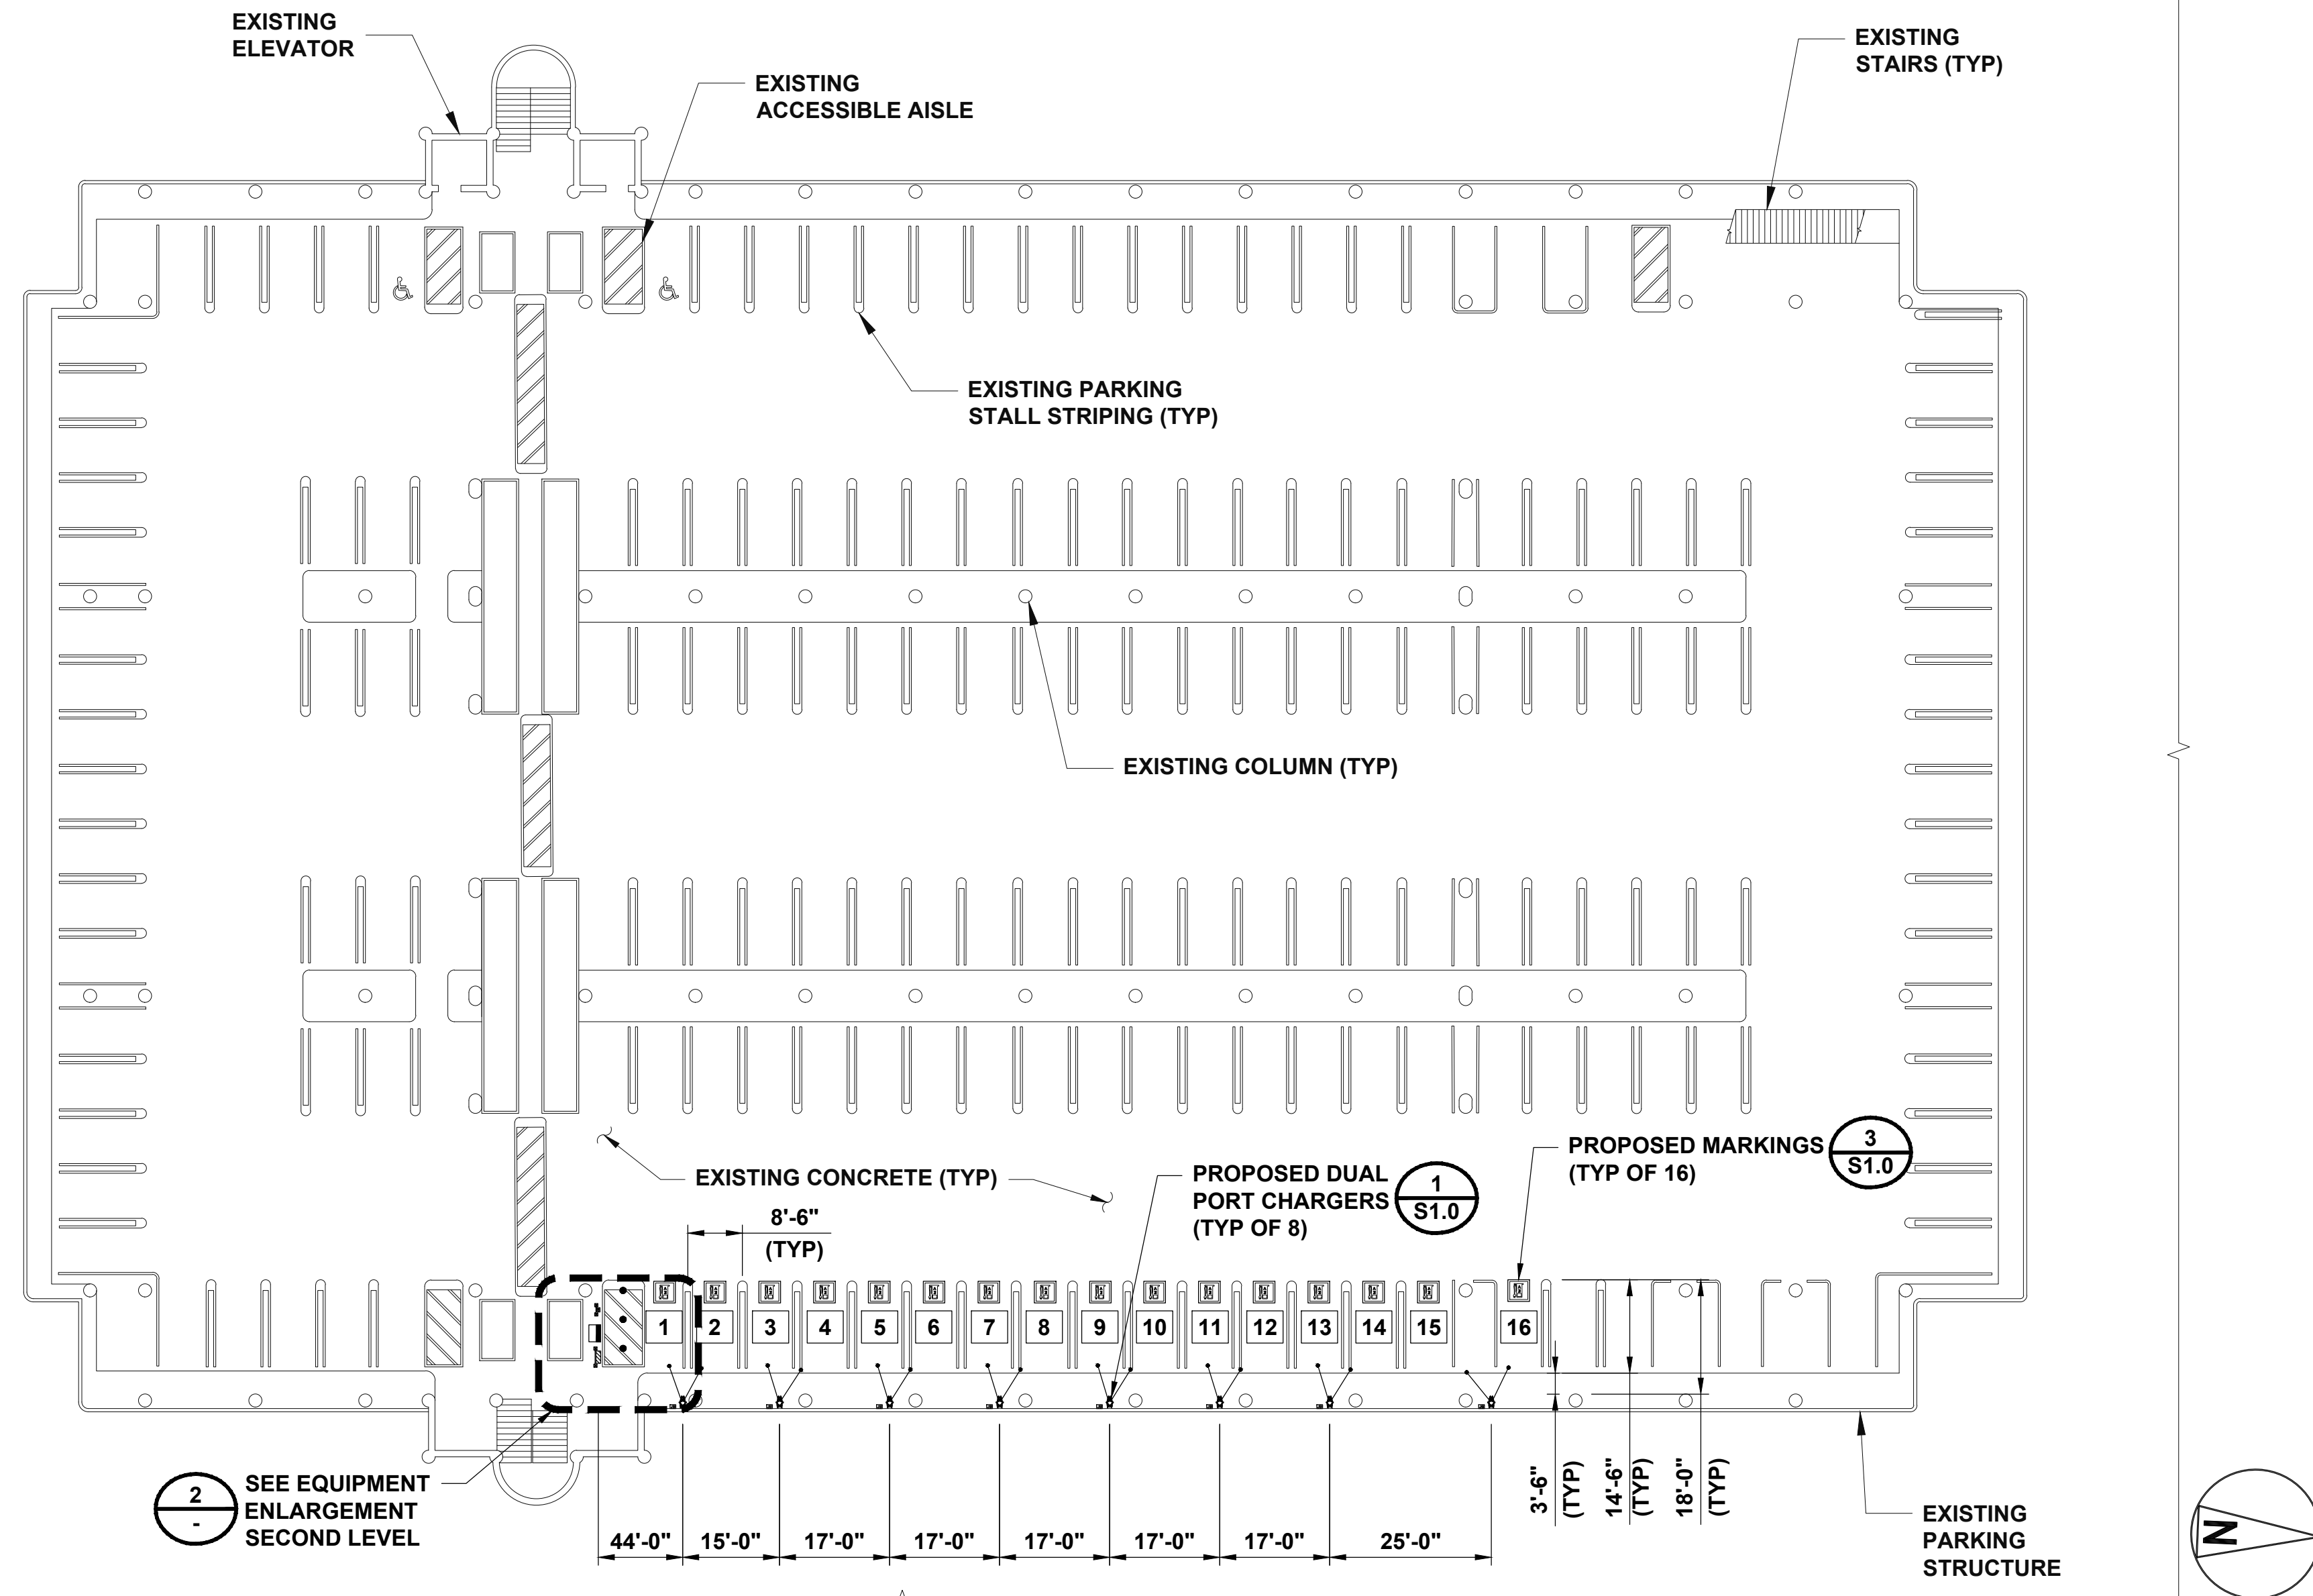 EXISTING
ELEVATOR
EXISTING
ACCESSIBLE AISLE
EXISTING
STAIRS (TYP)
EXISTING PARKING
STALL STRIPING (TYP)
EXISTING COLUMN (TYP)
EXISTING CONCRETE (TYP)
PROPOSED DUAL
PORT CHARGERS
(TYP OF 8)
1
S1.0
PROPOSED MARKINGS
(TYP OF 16)
3
S1.0
8'-6"
(TYP)
1
2
3
4
5
6
7
8
9
10
11
12
13
14
15
16
2
-
SEE EQUIPMENT
ENLARGEMENT
SECOND LEVEL
44'-0"
15'-0"
17'-0"
17'-0"
17'-0"
17'-0"
17'-0"
25'-0"
3'-6"
(TYP)
14'-6"
(TYP)
18'-0"
(TYP)
EXISTING
PARKING
STRUCTURE
N